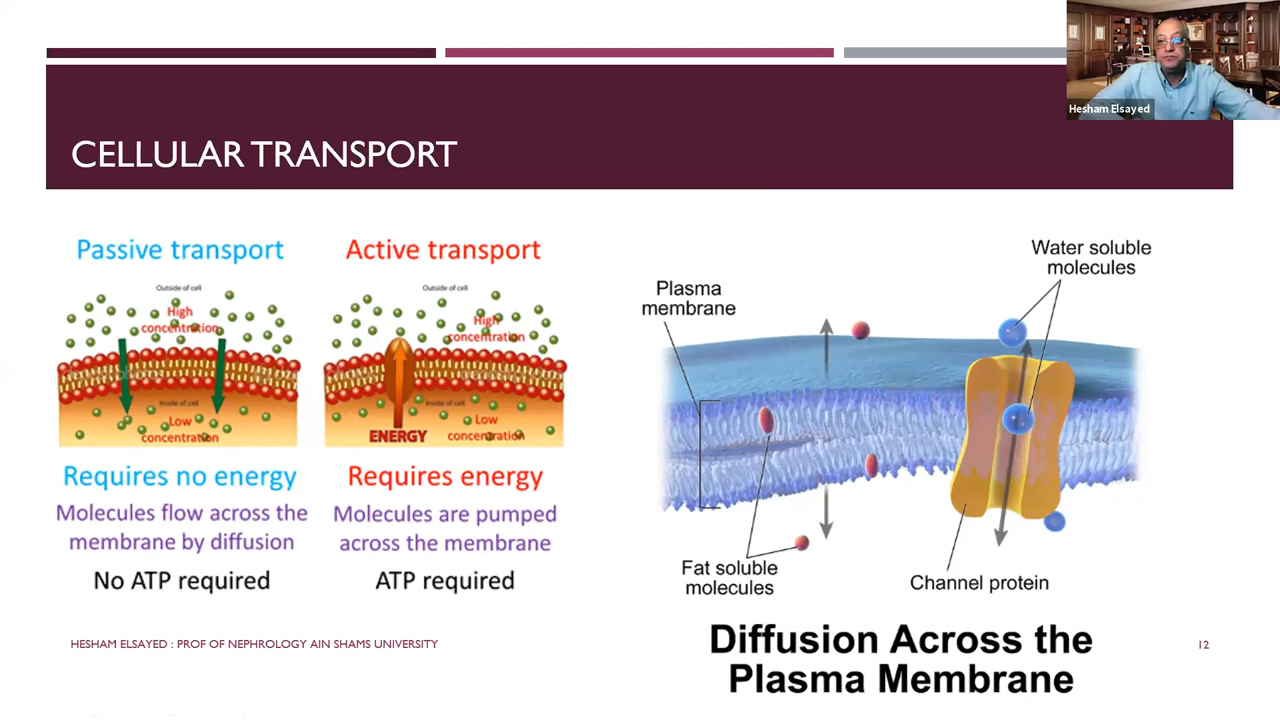 Hesham Elsayed
CELLULAR TRANSPORT
Passive transport
Outside of cell
High
concentration
Inside of cell
Low
concentration
Requires no energy
Molecules flow across the
membrane by diffusion
No ATP required
Active transport
Outside of cell
High
concentration
Inside of cell
Low
concentration
ENERGY
Requires energy
Molecules are pumped
across the membrane
ATP required
Plasma
membrane
Water soluble
molecules
Fat soluble
molecules
Channel protein
Diffusion Across the
Plasma Membrane
HESHAM ELSAYED : PROF OF NEPHROLOGY AIN SHAMS UNIVERSITY
12